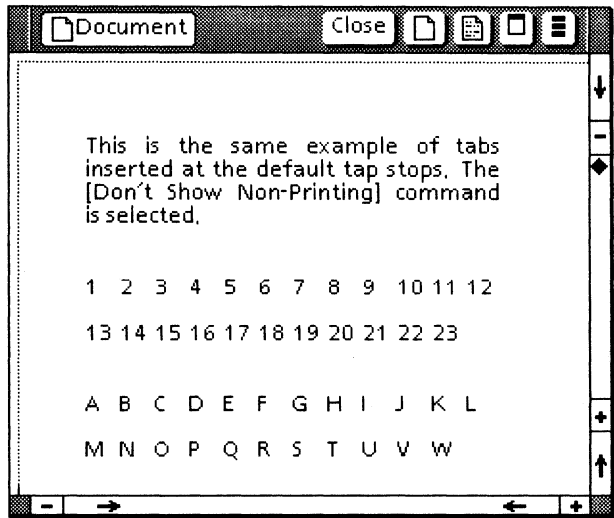 Document Close
This is the same example of tabs
inserted at the default tap stops. The
[Don't Show Non-Printing] command
is selected.
1 2 3 4 5 6 7 8 9 10 11 12
13 14 15 16 17 18 19 20 21 22 23
A B C D E F G H I J K L
M N O P Q R S T U V W